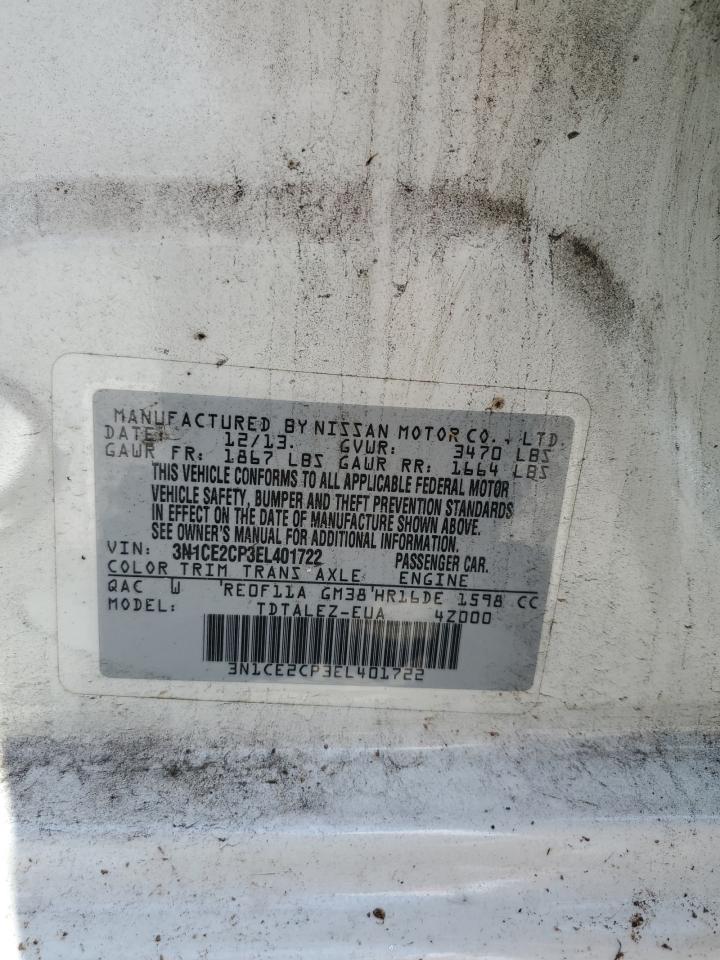 MANUFACTURED BY NISSAN MOTOR CO., LTD.
DATE: 12/13. GVWR: 3470 LBS
GAWR FR: 1867 LBS GAWR RR: 1664 LBS
THIS VEHICLE CONFORMS TO ALL APPLICABLE FEDERAL MOTOR
VEHICLE SAFETY, BUMPER AND THEFT PREVENTION STANDARDS
IN EFFECT ON THE DATE OF MANUFACTURE SHOWN ABOVE.
SEE OWNER'S MANUAL FOR ADDITIONAL INFORMATION.
VIN: 3N1CE2CP3EL401722 PASSENGER CAR.
COLOR TRIM TRANS AXLE ENGINE
QAC W RE0F11A GM38 HR16DE 1598 CC
MODEL: TDTALEZ-EUA 4Z000
3N1CE2CP3EL401722